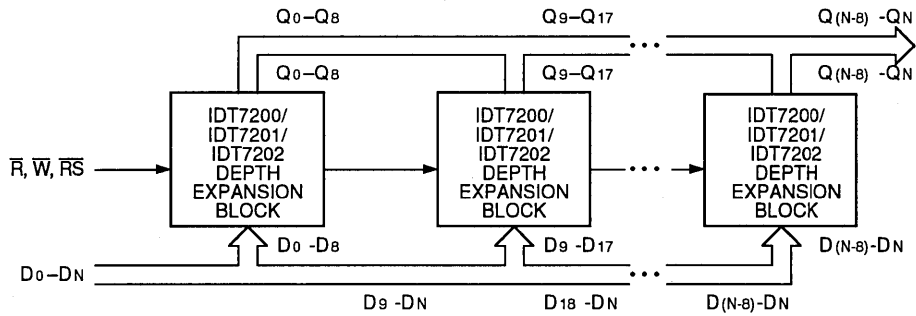 Q0–Q8 Q9–Q17 Q(N-8) -QN
Q0–Q8 Q9–Q17 Q(N-8) -QN
IDT7200/
IDT7201/
IDT7202
DEPTH
EXPANSION
BLOCK
IDT7200/
IDT7201/
IDT7202
DEPTH
EXPANSION
BLOCK
IDT7200/
IDT7201/
IDT7202
DEPTH
EXPANSION
BLOCK
R̅, W̅, R̅S̅
D0 -D8 D9 -D17 D(N-8)-DN
D0–DN
D9 -DN D18 -DN D(N-8)-DN